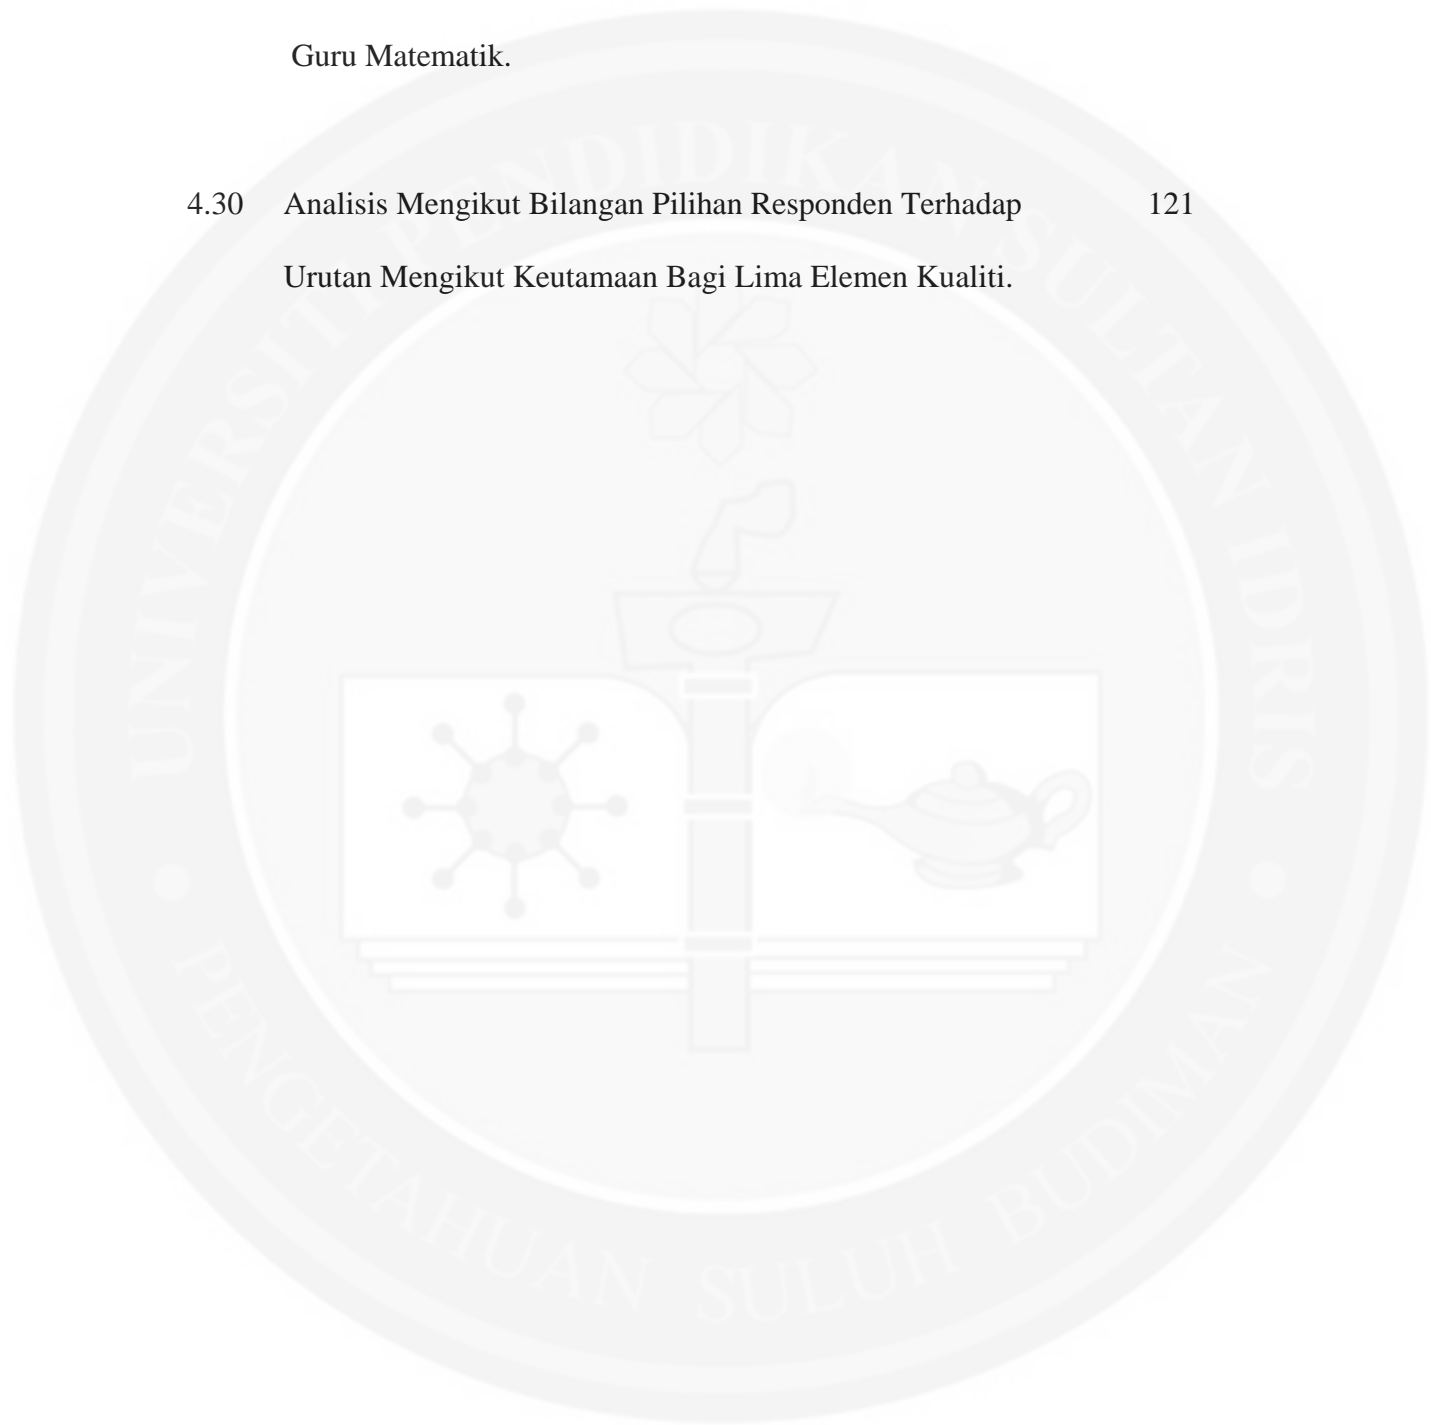 Guru Matematik.
4.30 Analisis Mengikut Bilangan Pilihan Responden Terhadap 121
Urutan Mengikut Keutamaan Bagi Lima Elemen Kualiti.
UNIVERSITI PENDIDIKAN SULTAN IDRIS
PENGETAHUAN SULUH BUDIMAN